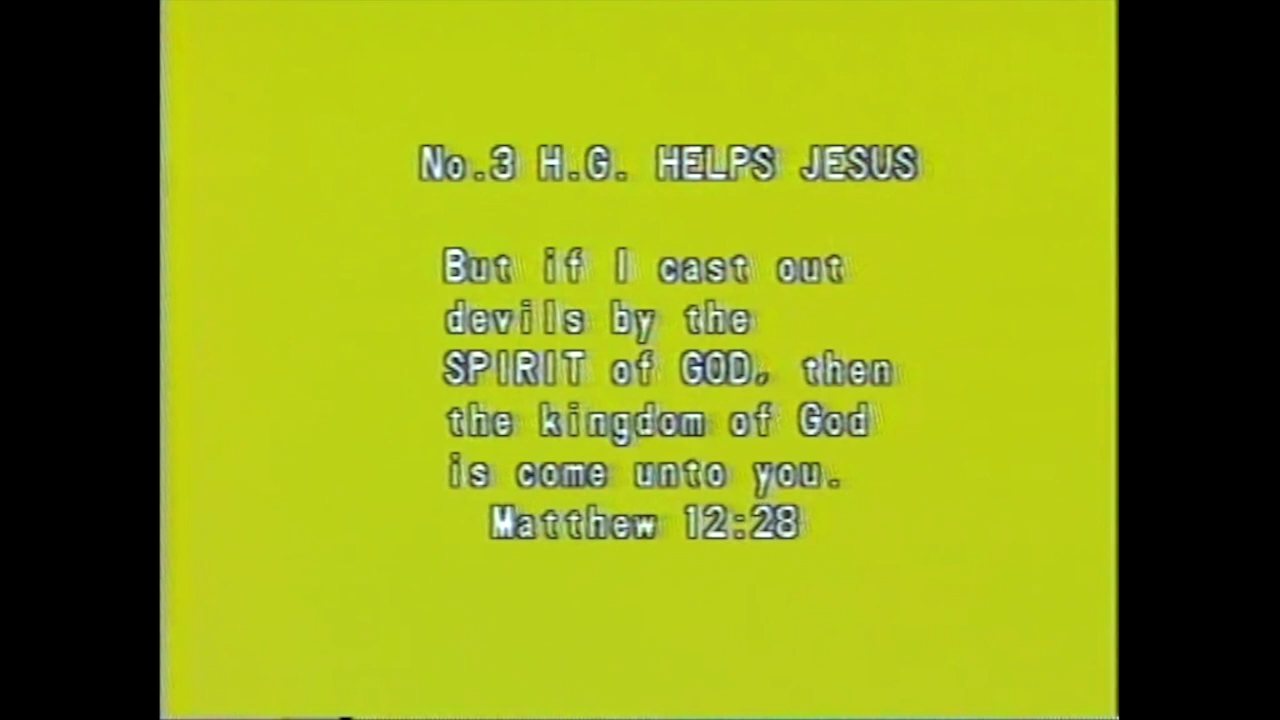 No.3 H.G. HELPS JESUS
But if I cast out
devils by the
SPIRIT of GOD, then
the kingdom of God
is come unto you.
Matthew 12:28